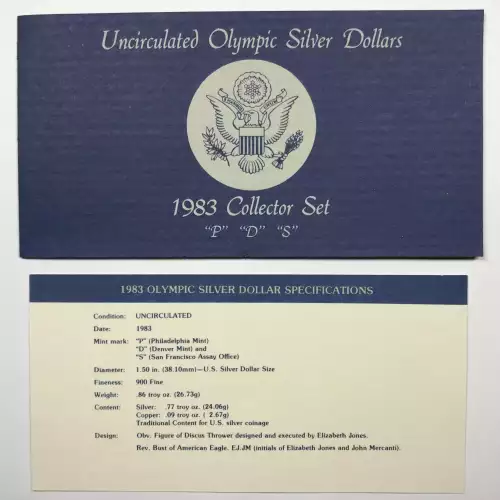 Uncirculated Olympic Silver Dollars
1983 Collector Set
"P" "D" "S"
1983 OLYMPIC SILVER DOLLAR SPECIFICATIONS
Condition: UNCIRCULATED
Date: 1983
Mint mark: "P" (Philadelphia Mint)
"D" (Denver Mint) and
"S" (San Francisco Assay Office)
Diameter: 1.50 in. (38.10mm)—U.S. Silver Dollar Size
Fineness: 900 Fine
Weight: .86 troy oz. (26.73g)
Content: Silver: .77 troy oz. (24.06g)
Copper: .09 troy oz. ( 2.67g)
Traditional Content for U.S. silver coinage
Design: Obv. Figure of Discus Thrower designed and executed by Elizabeth Jones.
Rev. Bust of American Eagle. EJ.JM (initials of Elizabeth Jones and John Mercanti).